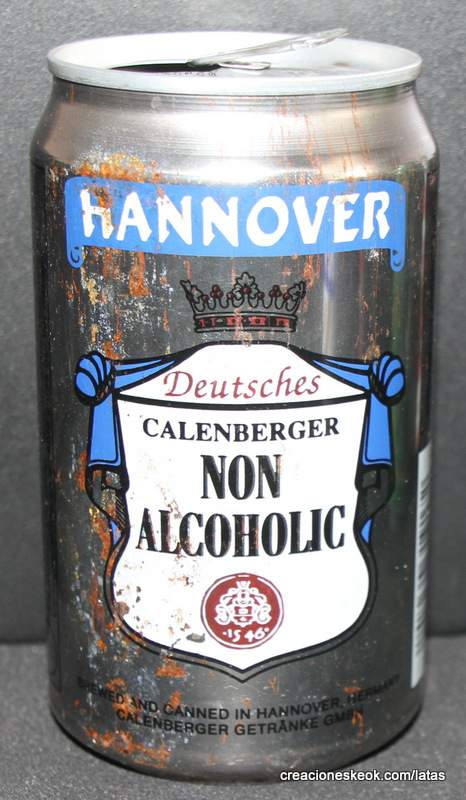 HANNOVER
Deutsches
CALENBERGER
NON
ALCOHOLIC
·1546·
BREWED AND CANNED IN HANNOVER, GERMANY
CALENBERGER GETRÄNKE GMBH
creacioneskeok.com/latas